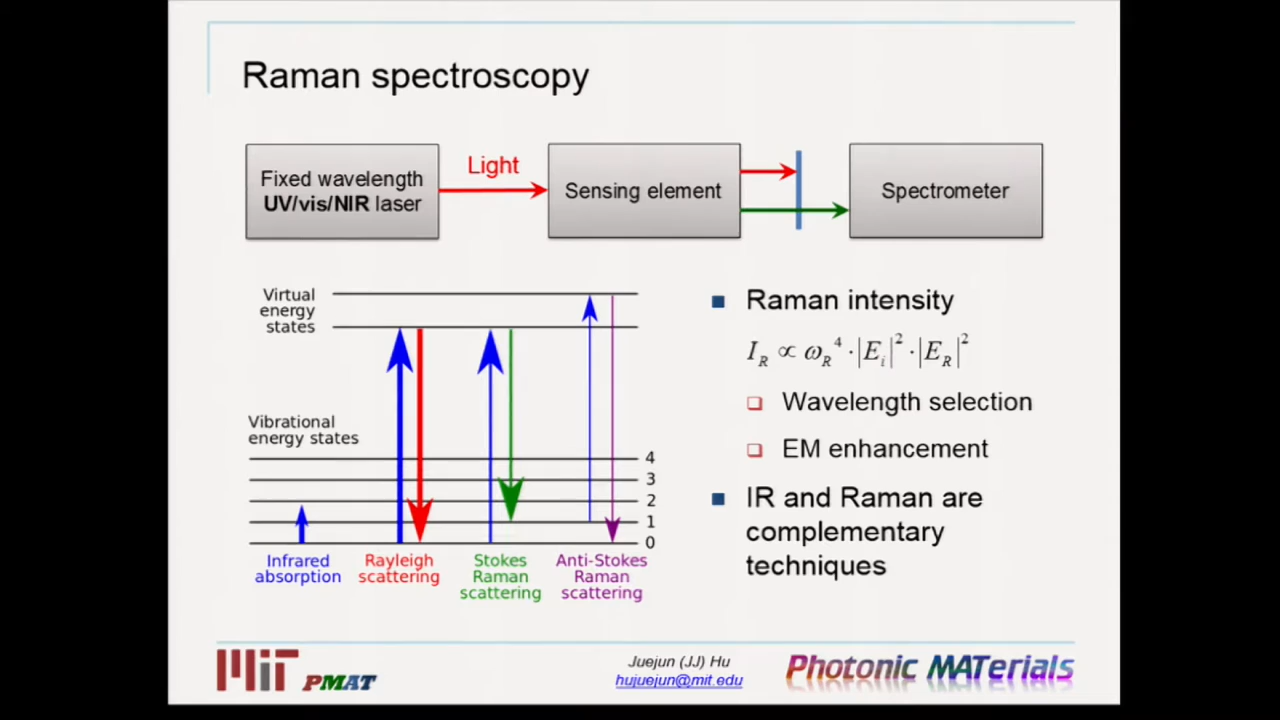 Raman spectroscopy
Fixed wavelength
UV/vis/NIR laser
Light
Sensing element
Spectrometer
Virtual
energy
states
Vibrational
energy states
4
3
2
1
0
Infrared
absorption
Rayleigh
scattering
Stokes
Raman
scattering
Anti-Stokes
Raman
scattering
Raman intensity
I_R ∝ ω_R^4 · |E_i|^2 · |E_R|^2
Wavelength selection
EM enhancement
IR and Raman are
complementary
techniques
MIT PMAT
Juejun (JJ) Hu
hujuejun@mit.edu
Photonic MATerials